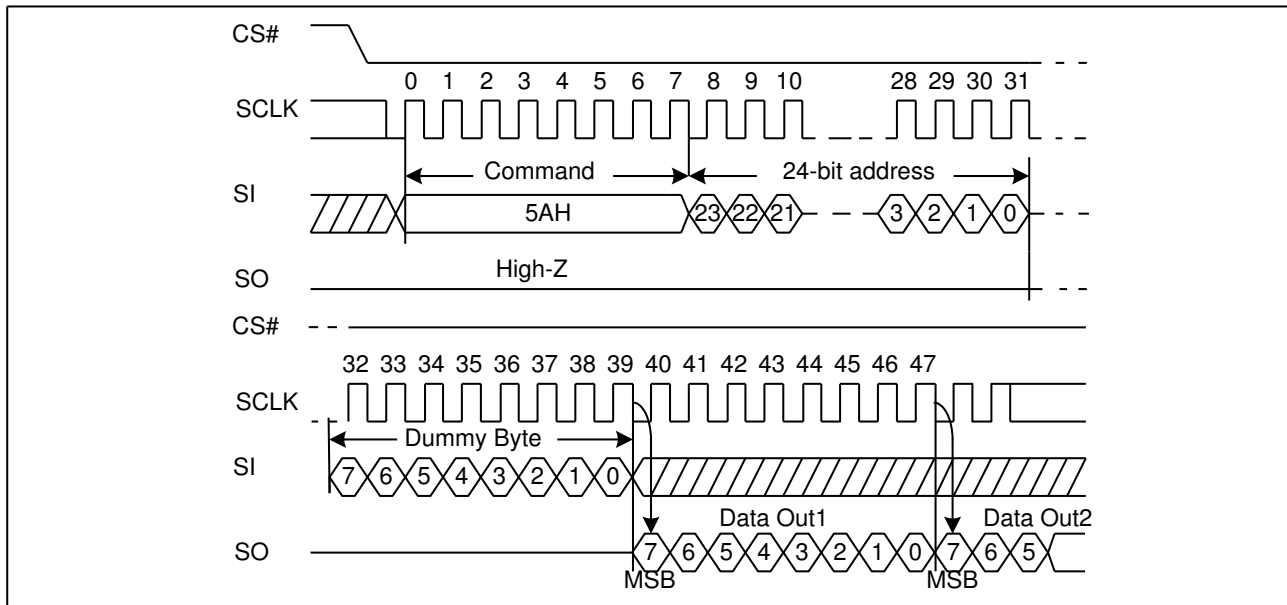 CS#
0 1 2 3 4 5 6 7 8 9 10 28 29 30 31
SCLK
Command 24-bit address
SI
5AH 23 22 21 3 2 1 0
High-Z
SO
CS#
32 33 34 35 36 37 38 39 40 41 42 43 44 45 46 47
SCLK
Dummy Byte
SI
7 6 5 4 3 2 1 0
Data Out1 Data Out2
SO
7 6 5 4 3 2 1 0 7 6 5
MSB MSB